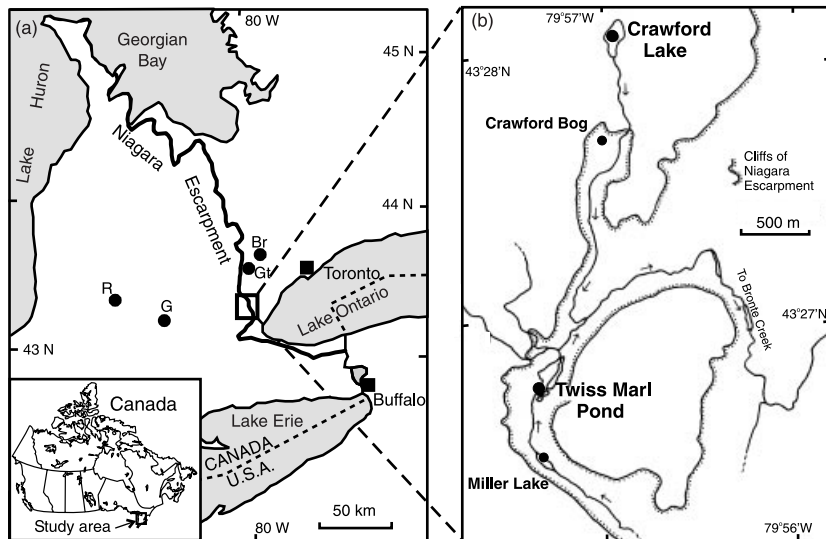 (a)
80 W
Georgian
Bay
45 N
Lake Huron
Niagara
Escarpment
44 N
Br
Gt
Toronto
R
G
Lake Ontario
43 N
Buffalo
Canada
Lake Erie
CANADA
U.S.A.
Study area
80 W
50 km
(b)
79°57'W
Crawford
Lake
43°28'N
Crawford Bog
Cliffs of
Niagara
Escarpment
500 m
To Bronte Creek
43°27'N
Twiss Marl
Pond
Miller Lake
79°56'W